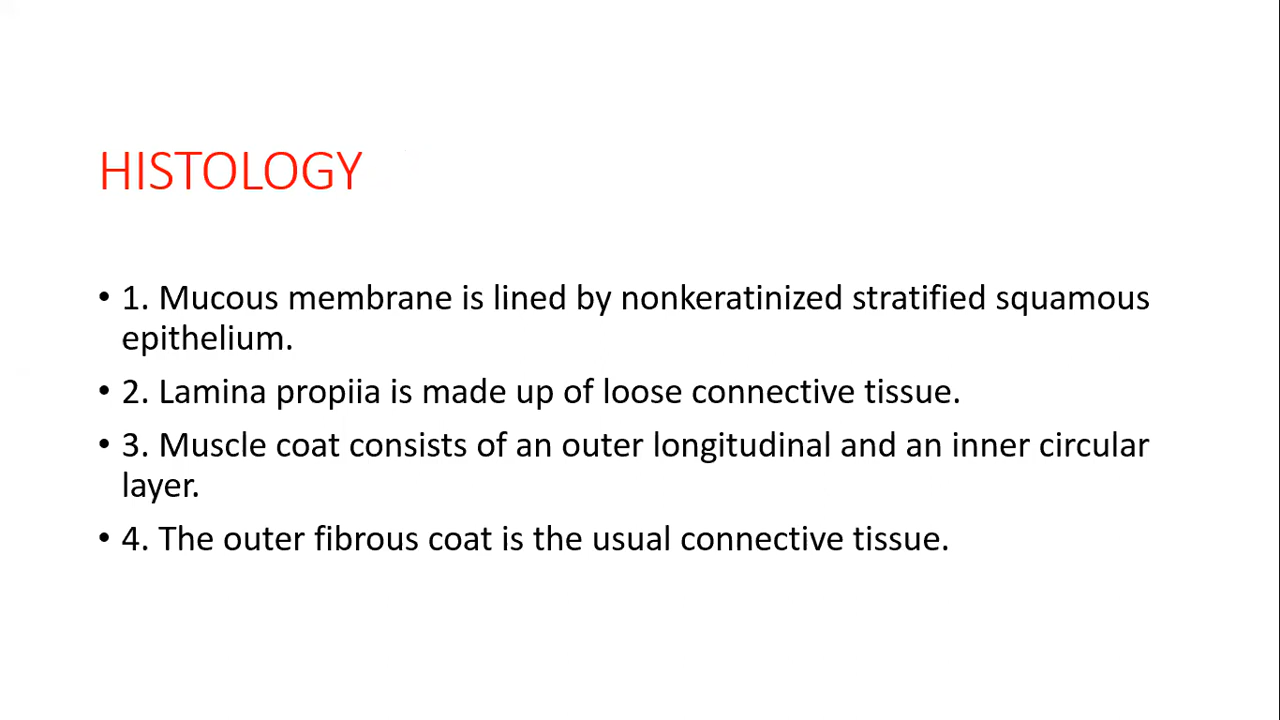 HISTOLOGY
• 1. Mucous membrane is lined by nonkeratinized stratified squamous
epithelium.
• 2. Lamina propiia is made up of loose connective tissue.
• 3. Muscle coat consists of an outer longitudinal and an inner circular
layer.
• 4. The outer fibrous coat is the usual connective tissue.